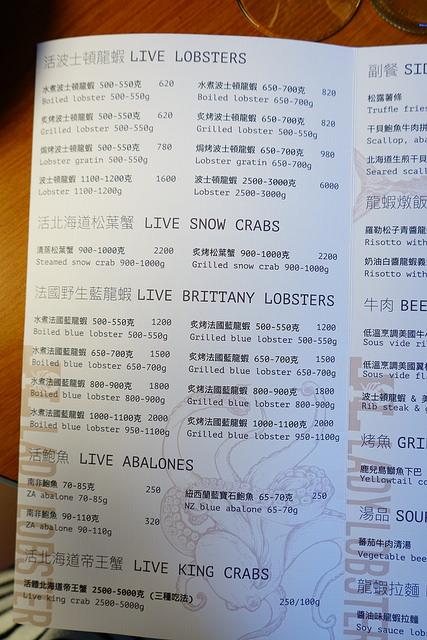 活波士頓龍蝦 LIVE LOBSTERS
水煮波士頓龍蝦 500-550克 620
Boiled lobster 500-550g
炙烤波士頓龍蝦 500-550克 620
Grilled lobster 500-550g
焗烤波士頓龍蝦 500-550克 780
Lobster gratin 500-550g
波士頓龍蝦 1100-1200克 1600
Lobster 1100-1200g
水煮波士頓龍蝦 650-700克 820
Boiled lobster 650-700g
炙烤波士頓龍蝦 650-700克 820
Grilled lobster 650-700g
焗烤波士頓龍蝦 650-700克 980
Lobster gratin 650-700g
波士頓龍蝦 2500-3000克 6000
Lobster 2500-3000g
活北海道松葉蟹 LIVE SNOW CRABS
清蒸松葉蟹 900-1000克 2200
Steamed snow crab 900-1000g
炙烤松葉蟹 900-1000克 2200
Grilled snow crab 900-1000g
法國野生藍龍蝦 LIVE BRITTANY LOBSTERS
水煮法國藍龍蝦 500-550克 1200
Boiled blue lobster 500-550g
水煮法國藍龍蝦 650-700克 1500
Boiled blue lobster 650-700g
水煮法國藍龍蝦 800-900克 1800
Boiled blue lobster 800-900g
水煮法國藍龍蝦 1000-1100克 2000
Boiled blue lobster 950-1100g
炙烤法國藍龍蝦 500-550克 1200
Grilled blue lobster 500-550g
炙烤法國藍龍蝦 650-700克 1500
Grilled blue lobster 650-700g
炙烤法國藍龍蝦 800-900克 1800
Grilled blue lobster 800-900g
炙烤法國藍龍蝦 1000-1100克 2000
Grilled blue lobster 950-1100g
活鮑魚 LIVE ABALONES
南非鮑魚 70-85克 250
ZA abalone 70-85g
南非鮑魚 90-110克 320
ZA abalone 90-110g
紐西蘭藍寶石鮑魚 65-70克 250
NZ blue abalone 65-70g
活北海道帝王蟹 LIVE KING CRABS
活體北海道帝王蟹 2500-5000克 (三種吃法)
Live king crab 2500-5000g 250/100g
副餐 SID
松露薯條
Truffle fries
干貝鮑魚牛肉拼
Scallop, aba
北海道生煎干貝
Seared scall
龍蝦燉飯
羅勒松子青醬龍
Risotto with
奶油白醬龍蝦義
Risotto with
牛肉 BEE
低溫烹調美國牛
Sous vide ri
低溫烹調美國翼
Sous vide fl
波士頓龍蝦 &
Rib steak &
烤魚 GRI
鹿兒島鰤魚下巴
Yellowtail co
湯品 SOU
蕃茄牛肉清湯
Vegetable bee
龍蝦拉麵
醬油味龍蝦拉麵
Soy sauce lob
LADY LOBSTER